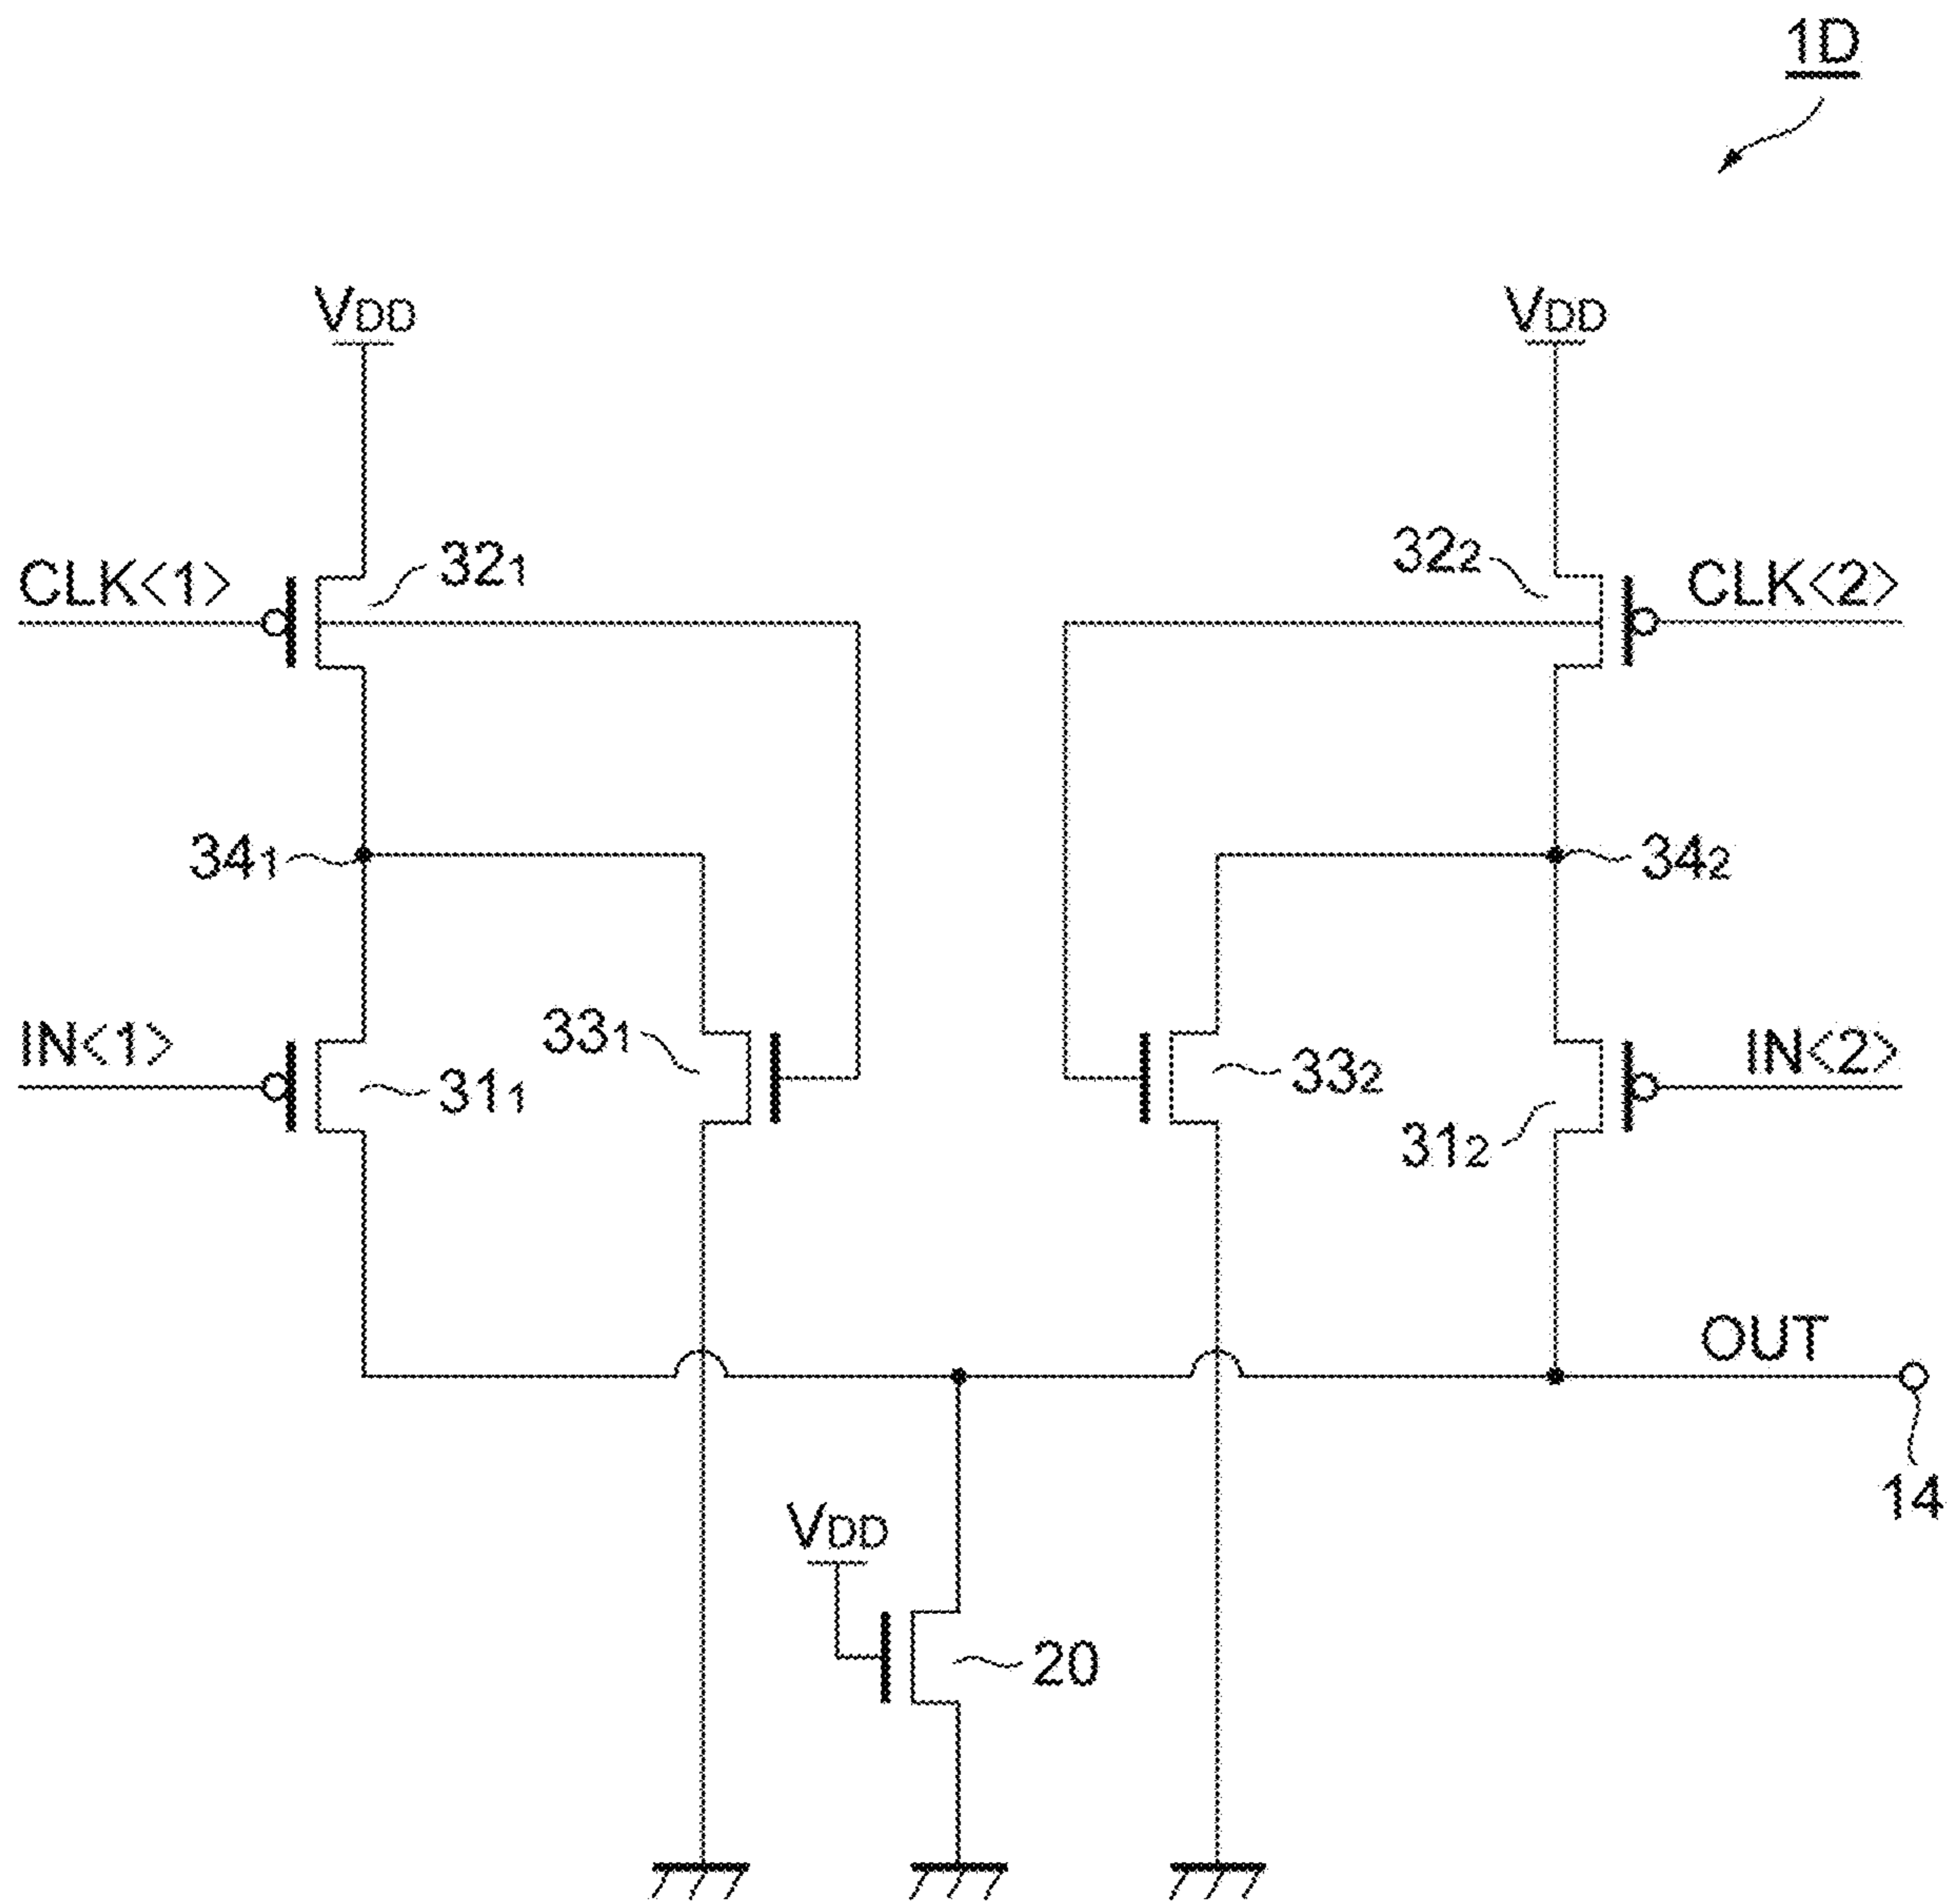 1D
VDD
VDD
CLK<1>
321
322
CLK<2>
341
342
IN<1>
331
311
332
312
IN<2>
OUT
14
VDD
20